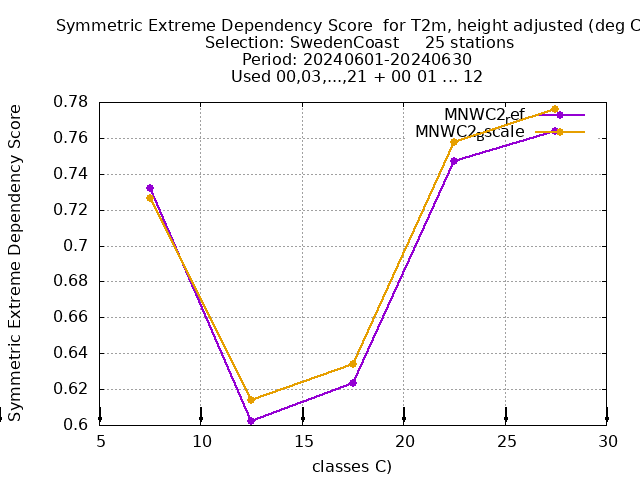 Symmetric Extreme Dependency Score for T2m, height adjusted (deg C
Selection: SwedenCoast 25 stations
Period: 20240601-20240630
Used 00,03,...,21 + 00 01 ... 12
Symmetric Extreme Dependency Score
0.78
0.76
0.74
0.72
0.7
0.68
0.66
0.64
0.62
0.6
MNWC2ref
MNWC2Bscale
5 10 15 20 25 30
classes C)